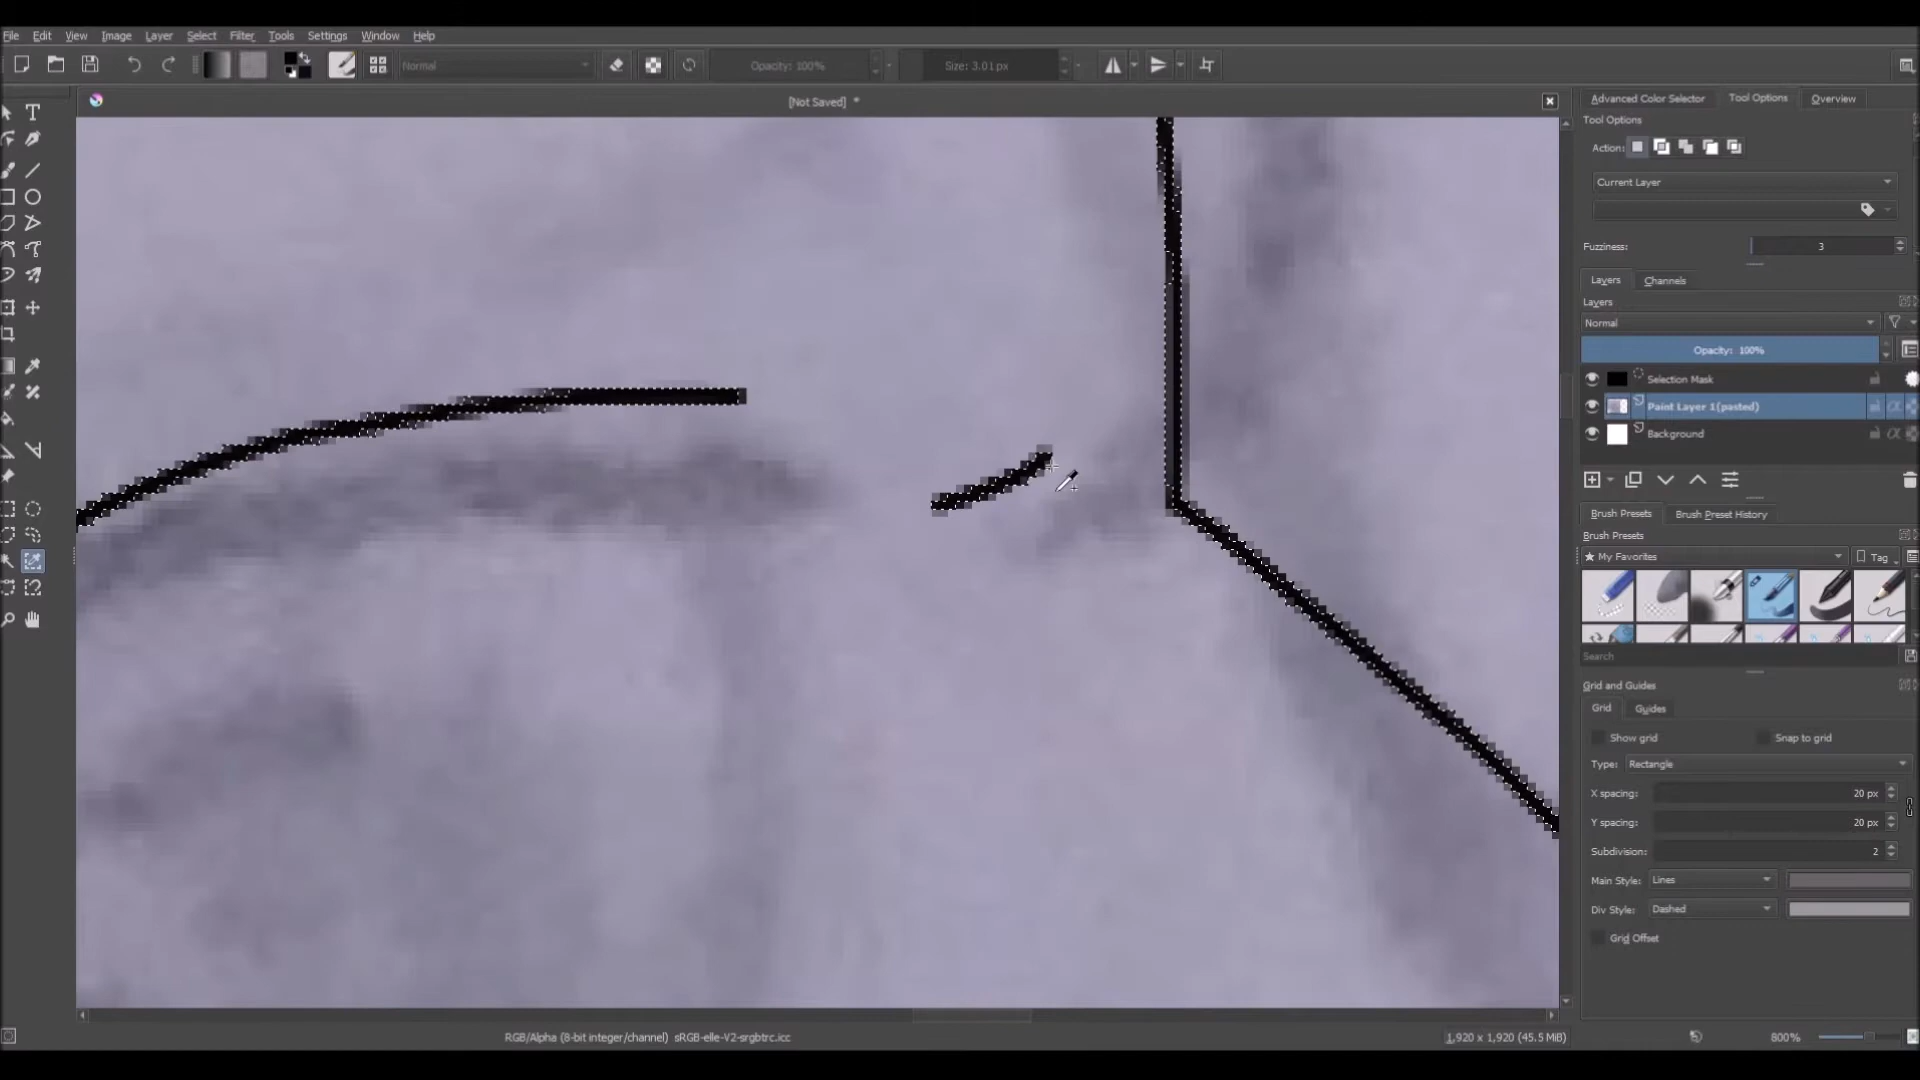 File Edit View Image Layer Select Filter Tools Settings Window Help
Normal
Opacity: 100%
Size: 3.01 px
[Not Saved] *
Advanced Color Selector Tool Options Overview
Tool Options
Action:
Current Layer
Fuzziness: 3
Layers Channels
Layers
Normal
Opacity: 100%
Selection Mask
Paint Layer 1(pasted)
Background
Brush Presets Brush Preset History
Brush Presets
★ My Favorites Tag
Search
Grid and Guides
Grid Guides
Show grid Snap to grid
Type: Rectangle
X spacing: 20 px
Y spacing: 20 px
Subdivision: 2
Main Style: Lines
Div Style: Dashed
Grid Offset
RGB/Alpha (8-bit integer/channel) sRGB-elle-V2-srgbtrc.icc
1,920 x 1,920 (45.5 MiB)
800%